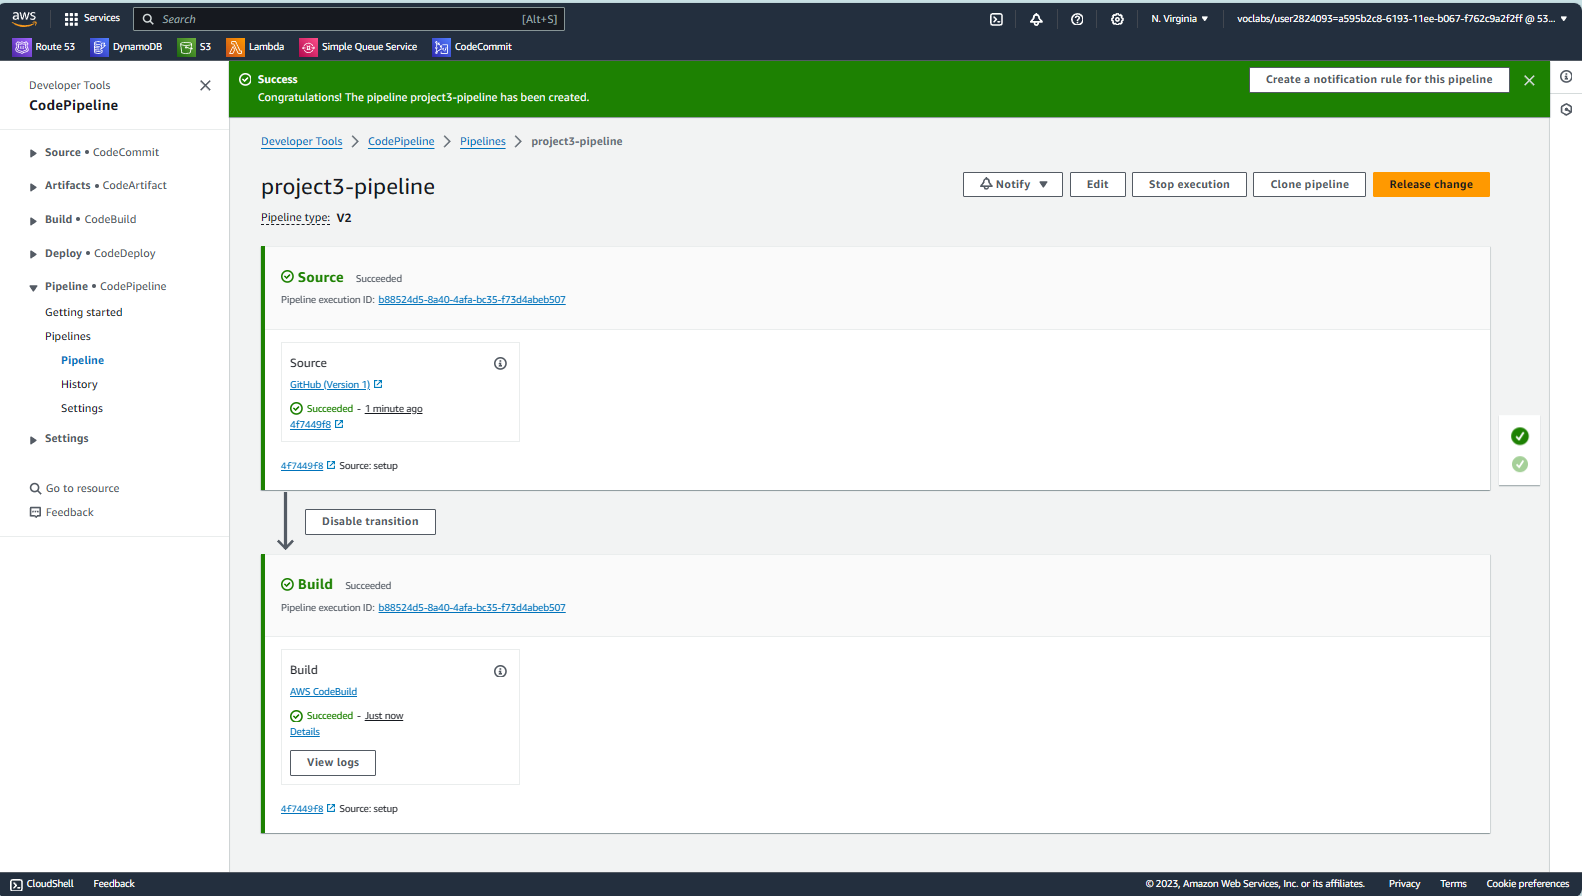 aws
Services
Search
[Alt+S]
N. Virginia
voclabs/user2824093=a595b2c8-6193-11ee-b067-f762c9a2f2ff @ 53...
Route 53
DynamoDB
S3
Lambda
Simple Queue Service
CodeCommit
Developer Tools
CodePipeline
Source • CodeCommit
Artifacts • CodeArtifact
Build • CodeBuild
Deploy • CodeDeploy
Pipeline • CodePipeline
Getting started
Pipelines
Pipeline
History
Settings
Settings
Go to resource
Feedback
Success
Congratulations! The pipeline project3-pipeline has been created.
Create a notification rule for this pipeline
Developer Tools
CodePipeline
Pipelines
project3-pipeline
project3-pipeline
Notify
Edit
Stop execution
Clone pipeline
Release change
Pipeline type: V2
Source Succeeded
Pipeline execution ID: b88524d5-8a40-4afa-bc35-f73d4abeb507
Source
GitHub (Version 1)
Succeeded - 1 minute ago
4f7449f8
4f7449f8 Source: setup
Disable transition
Build Succeeded
Pipeline execution ID: b88524d5-8a40-4afa-bc35-f73d4abeb507
Build
AWS CodeBuild
Succeeded - Just now
Details
View logs
4f7449f8 Source: setup
CloudShell
Feedback
© 2023, Amazon Web Services, Inc. or its affiliates.
Privacy
Terms
Cookie preferences